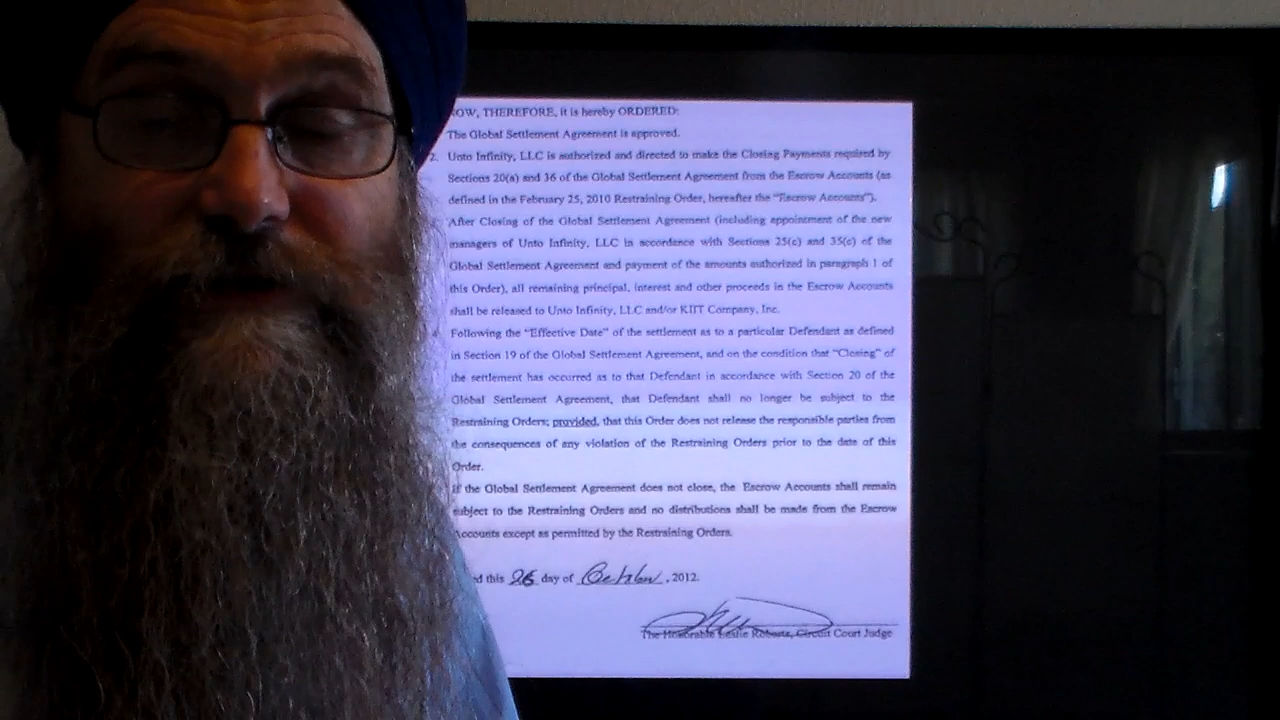 OW, THEREFORE, it is hereby ORDERED:
The Global Settlement Agreement is approved.
2. Unto Infinity, LLC is authorized and directed to make the Closing Payments required by
Sections 20(a) and 36 of the Global Settlement Agreement from the Escrow Accounts (as
defined in the February 25, 2010 Restraining Order, hereafter the “Escrow Accounts”).
After Closing of the Global Settlement Agreement (including appointment of the new
managers of Unto Infinity, LLC in accordance with Sections 25(c) and 35(c) of the
Global Settlement Agreement and payment of the amounts authorized in paragraph 1 of
this Order), all remaining principal, interest and other proceeds in the Escrow Accounts
shall be released to Unto Infinity, LLC and/or KIIT Company, Inc.
4. Following the “Effective Date” of the settlement as to a particular Defendant as defined
in Section 19 of the Global Settlement Agreement, and on the condition that “Closing” of
the settlement has occurred as to that Defendant in accordance with Section 20 of the
Global Settlement Agreement, that Defendant shall no longer be subject to the
Restraining Orders; provided, that this Order does not release the responsible parties from
the consequences of any violation of the Restraining Orders prior to the date of this
Order.
If the Global Settlement Agreement does not close, the Escrow Accounts shall remain
subject to the Restraining Orders and no distributions shall be made from the Escrow
Accounts except as permitted by the Restraining Orders.
d this 26 day of October, 2012.
The Honorable Leslie Roberts, Circuit Court Judge